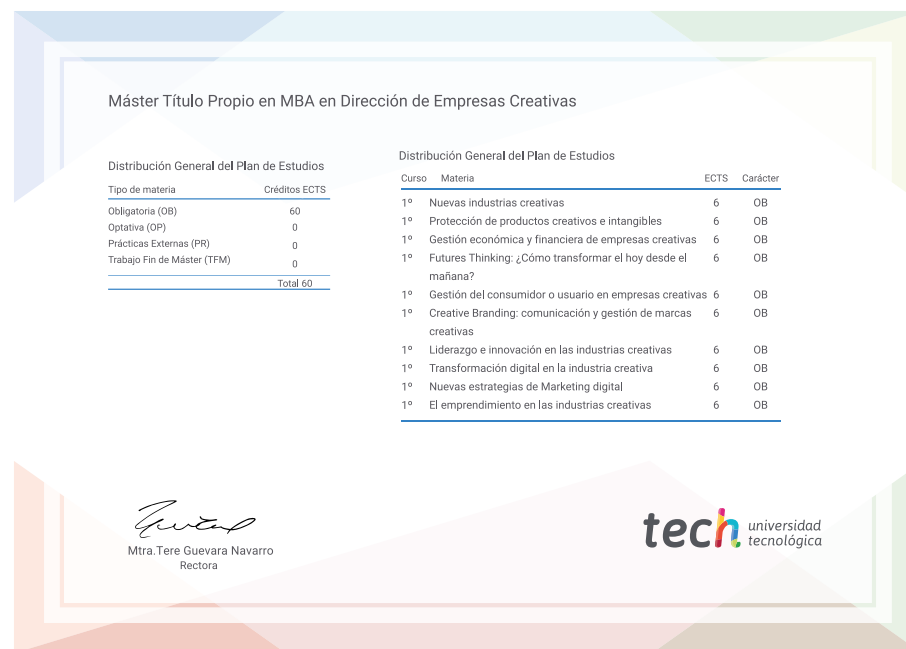 Máster Título Propio en MBA en Dirección de Empresas Creativas
Distribución General del Plan de Estudios
Tipo de materia Créditos ECTS
Obligatoria (OB) 60
Optativa (OP) 0
Prácticas Externas (PR) 0
Trabajo Fin de Máster (TFM) 0
Total 60
Distribución General del Plan de Estudios
Curso Materia ECTS Carácter
1º Nuevas industrias creativas 6 OB
1º Protección de productos creativos e intangibles 6 OB
1º Gestión económica y financiera de empresas creativas 6 OB
1º Futures Thinking: ¿Cómo transformar el hoy desde el 6 OB
mañana?
1º Gestión del consumidor o usuario en empresas creativas 6 OB
1º Creative Branding: comunicación y gestión de marcas 6 OB
creativas
1º Liderazgo e innovación en las industrias creativas 6 OB
1º Transformación digital en la industria creativa 6 OB
1º Nuevas estrategias de Marketing digital 6 OB
1º El emprendimiento en las industrias creativas 6 OB
Mtra.Tere Guevara Navarro
Rectora
tech universidad
tecnológica